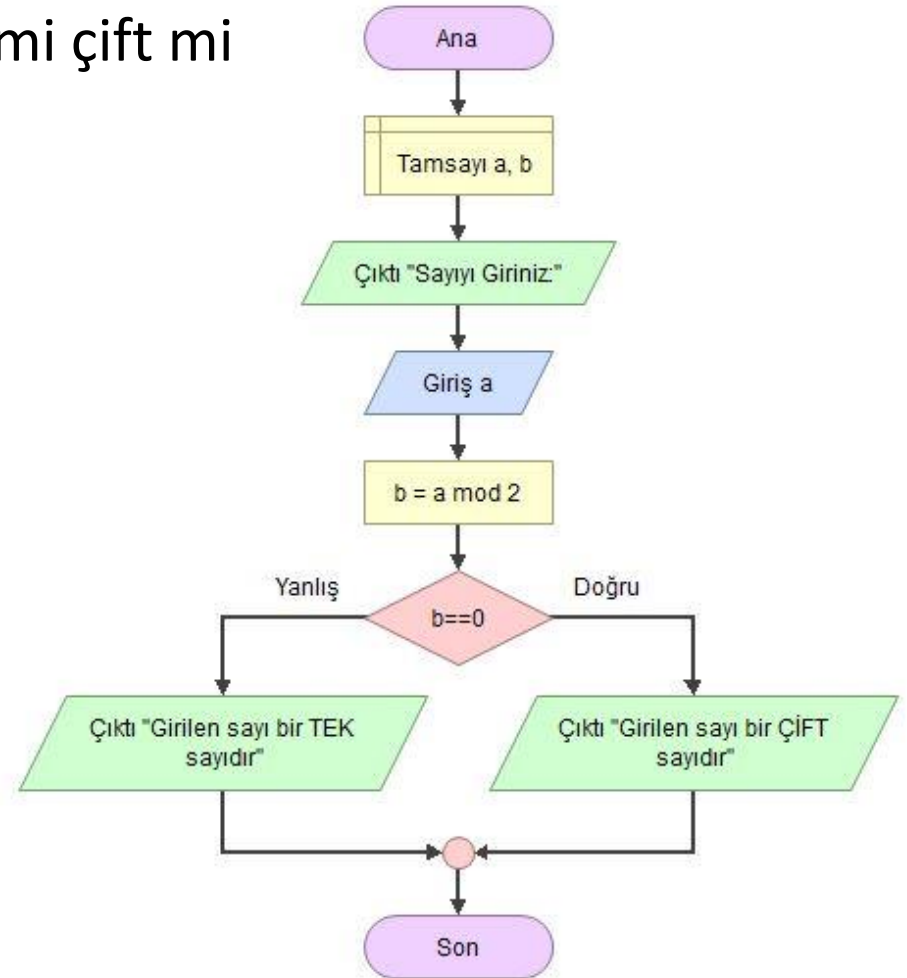 mi çift mi
Ana
Tamsayı a, b
Çıktı "Sayıyı Giriniz:"
Giriş a
b = a mod 2
Yanlış
Doğru
b==0
Çıktı "Girilen sayı bir TEK
sayıdır"
Çıktı "Girilen sayı bir ÇİFT
sayıdır"
Son